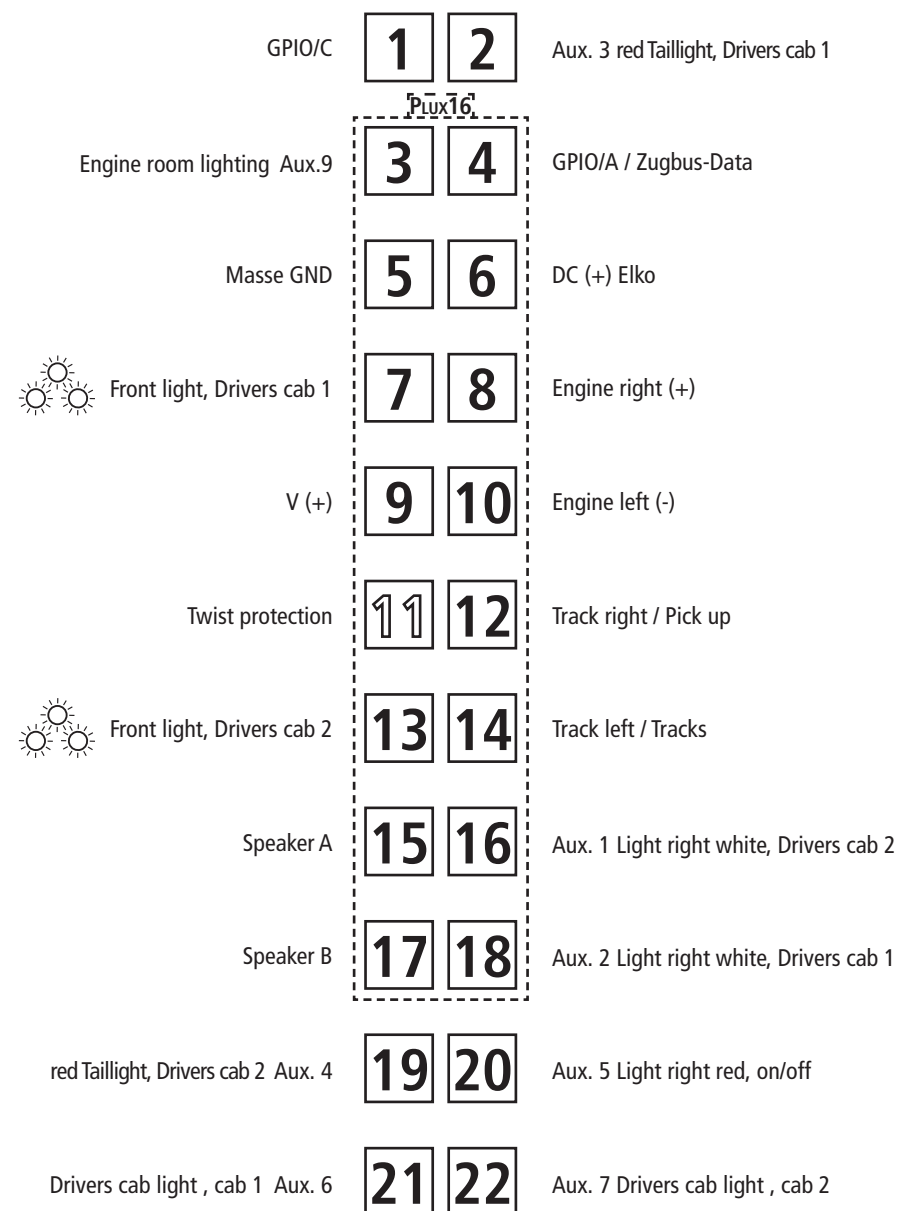 GPIO/C 1 2 Aux. 3 red Taillight, Drivers cab 1
PLUX16
Engine room lighting Aux.9 3 4 GPIO/A / Zugbus-Data
Masse GND 5 6 DC (+) Elko
Front light, Drivers cab 1 7 8 Engine right (+)
V (+) 9 10 Engine left (-)
Twist protection 11 12 Track right / Pick up
Front light, Drivers cab 2 13 14 Track left / Tracks
Speaker A 15 16 Aux. 1 Light right white, Drivers cab 2
Speaker B 17 18 Aux. 2 Light right white, Drivers cab 1
red Taillight, Drivers cab 2 Aux. 4 19 20 Aux. 5 Light right red, on/off
Drivers cab light , cab 1 Aux. 6 21 22 Aux. 7 Drivers cab light , cab 2